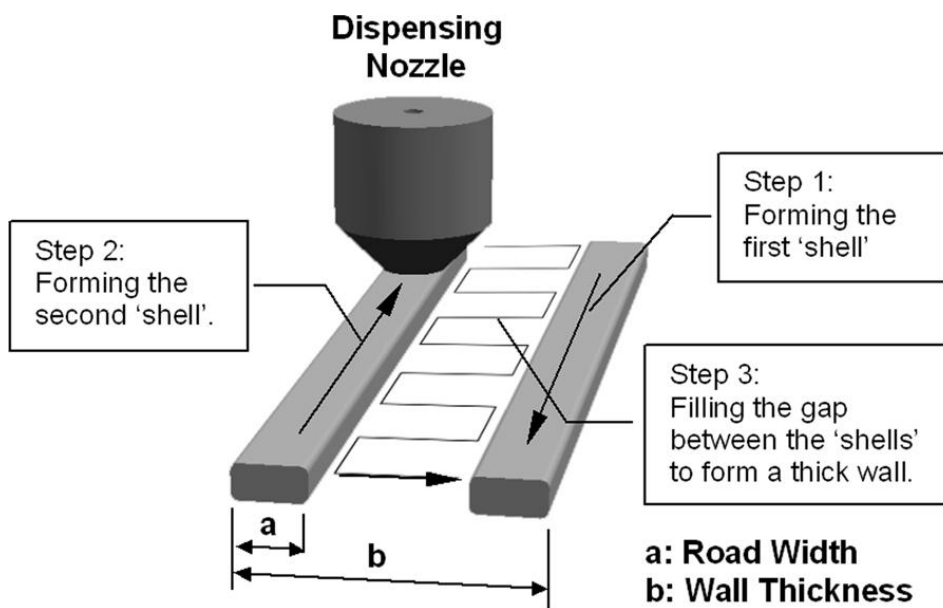 Dispensing
Nozzle
Step 1:
Forming the
first ‘shell’
Step 2:
Forming the
second ‘shell’.
Step 3:
Filling the gap
between the ‘shells’
to form a thick wall.
a
b
a: Road Width
b: Wall Thickness